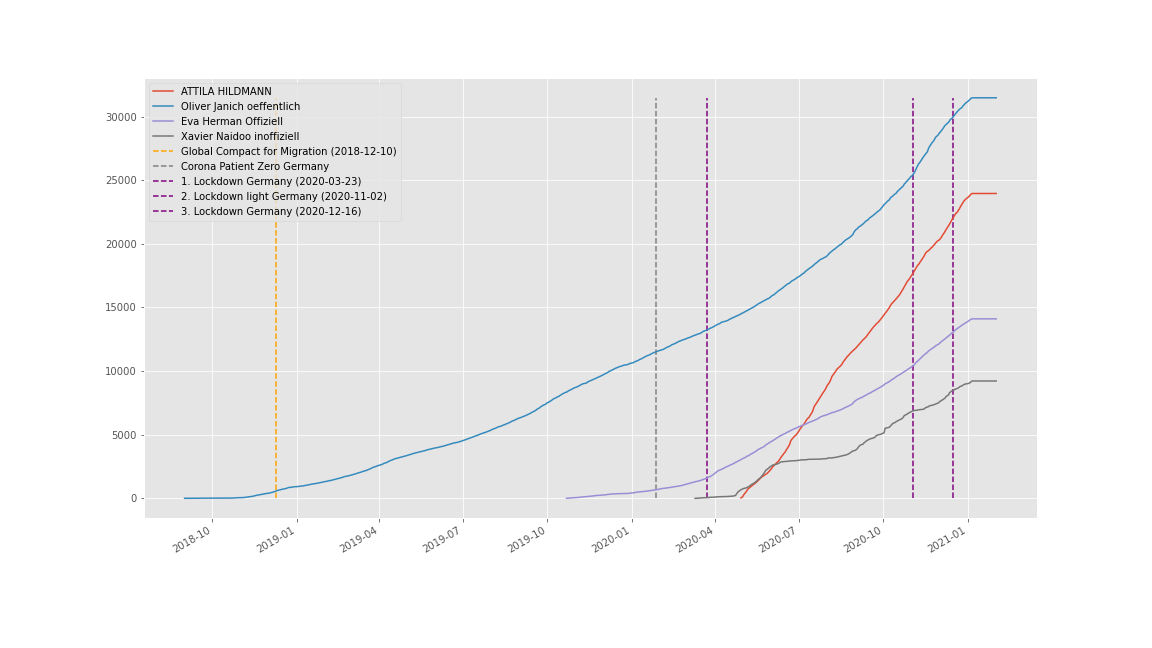 ATTILA HILDMANN
Oliver Janich oeffentlich
Eva Herman Offiziell
Xavier Naidoo inoffiziell
Global Compact for Migration (2018-12-10)
Corona Patient Zero Germany
1. Lockdown Germany (2020-03-23)
2. Lockdown light Germany (2020-11-02)
3. Lockdown Germany (2020-12-16)
30000
25000
20000
15000
10000
5000
0
2018-10
2019-01
2019-04
2019-07
2019-10
2020-01
2020-04
2020-07
2020-10
2021-01